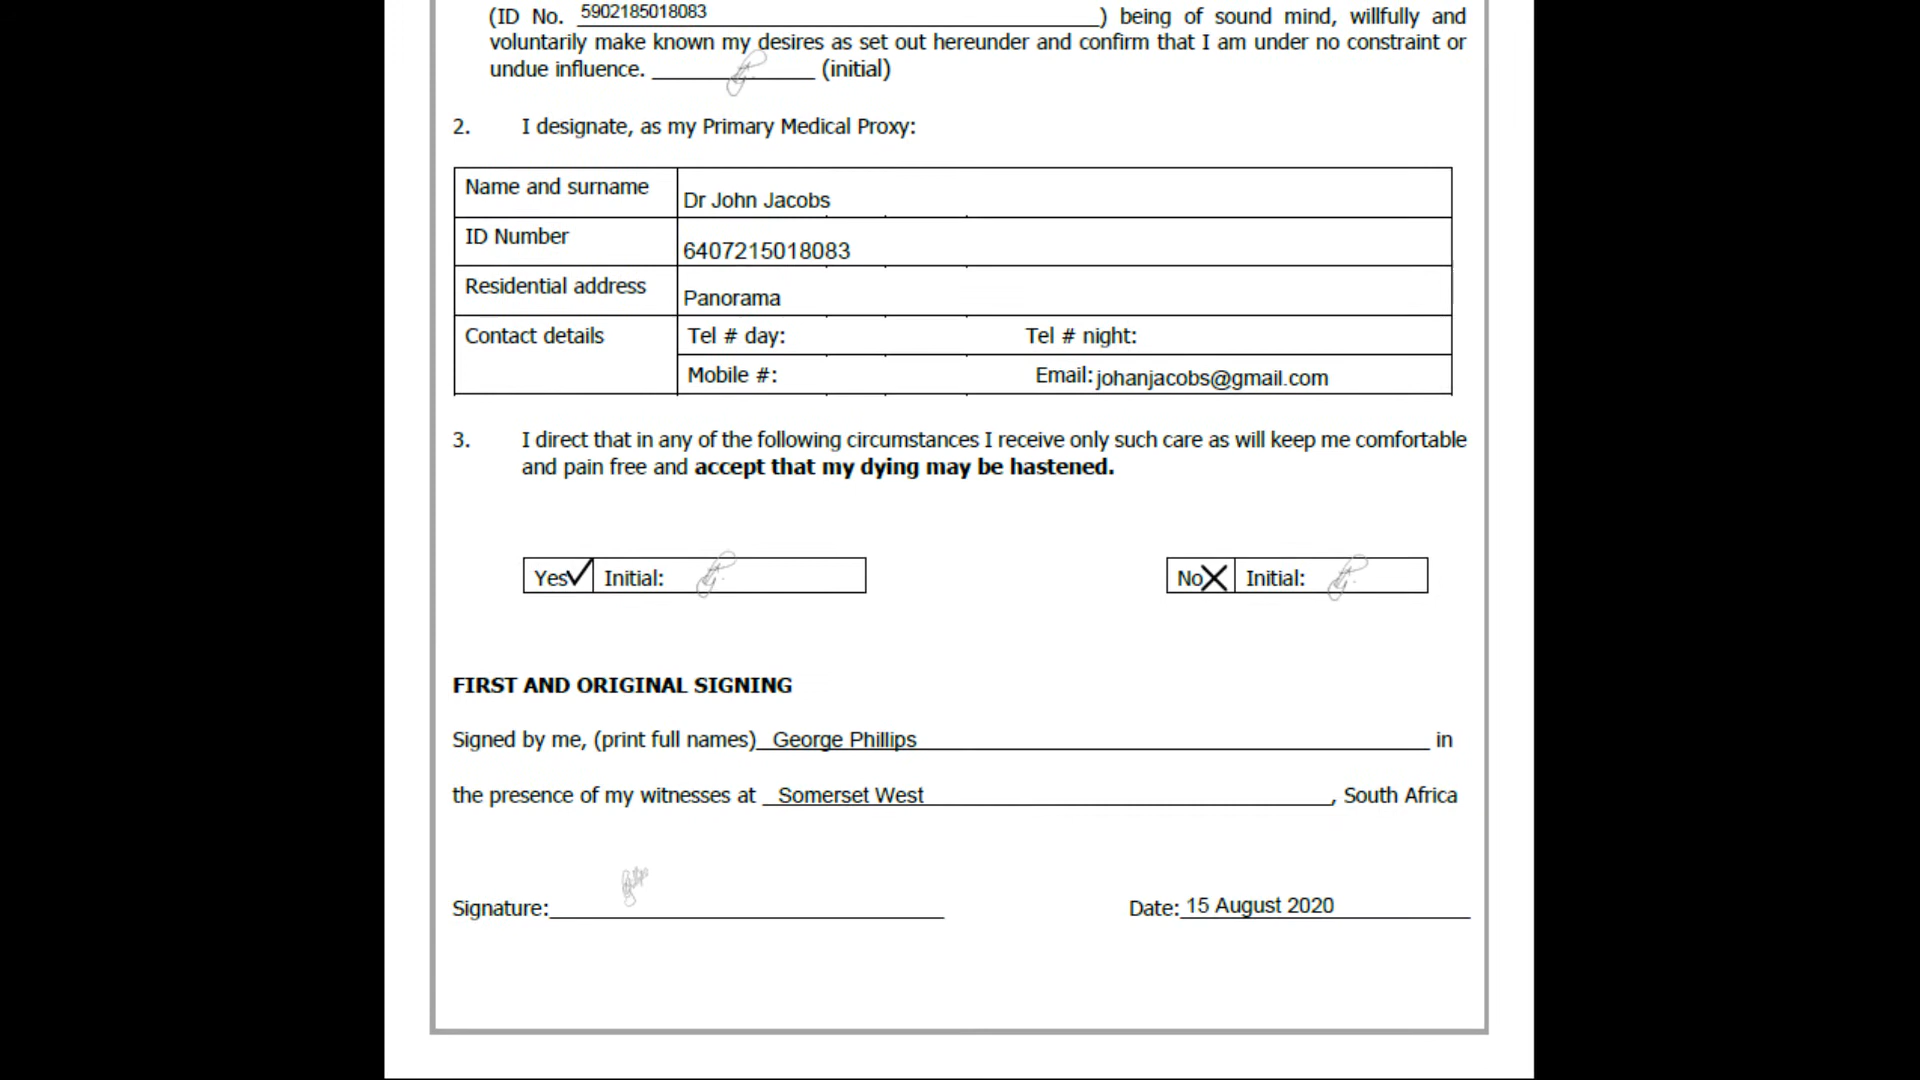 (ID No. 5902185018083) being of sound mind, willfully and
voluntarily make known my desires as set out hereunder and confirm that I am under no constraint or
undue influence. (initial)
2. I designate, as my Primary Medical Proxy:
Name and surname Dr John Jacobs
ID Number 6407215018083
Residential address Panorama
Contact details Tel # day: Tel # night:
Mobile #: Email: johanjacobs@gmail.com
3. I direct that in any of the following circumstances I receive only such care as will keep me comfortable
and pain free and accept that my dying may be hastened.
Yes Initial: No Initial:
FIRST AND ORIGINAL SIGNING
Signed by me, (print full names) George Phillips in
the presence of my witnesses at Somerset West, South Africa
Signature: Date: 15 August 2020